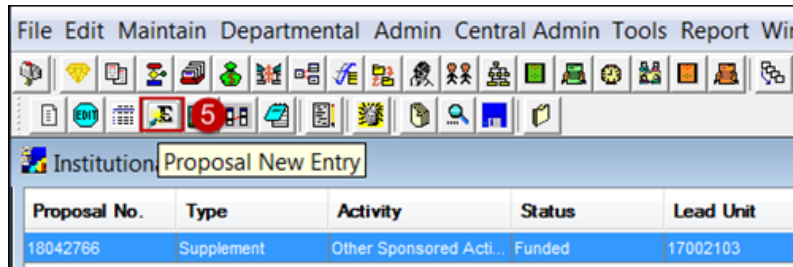 File Edit Maintain Departmental Admin Central Admin Tools Report Wi
EDIT Σ 5
Institution Proposal New Entry
Proposal No. Type Activity Status Lead Unit
18042766 Supplement Other Sponsored Acti... Funded 17002103